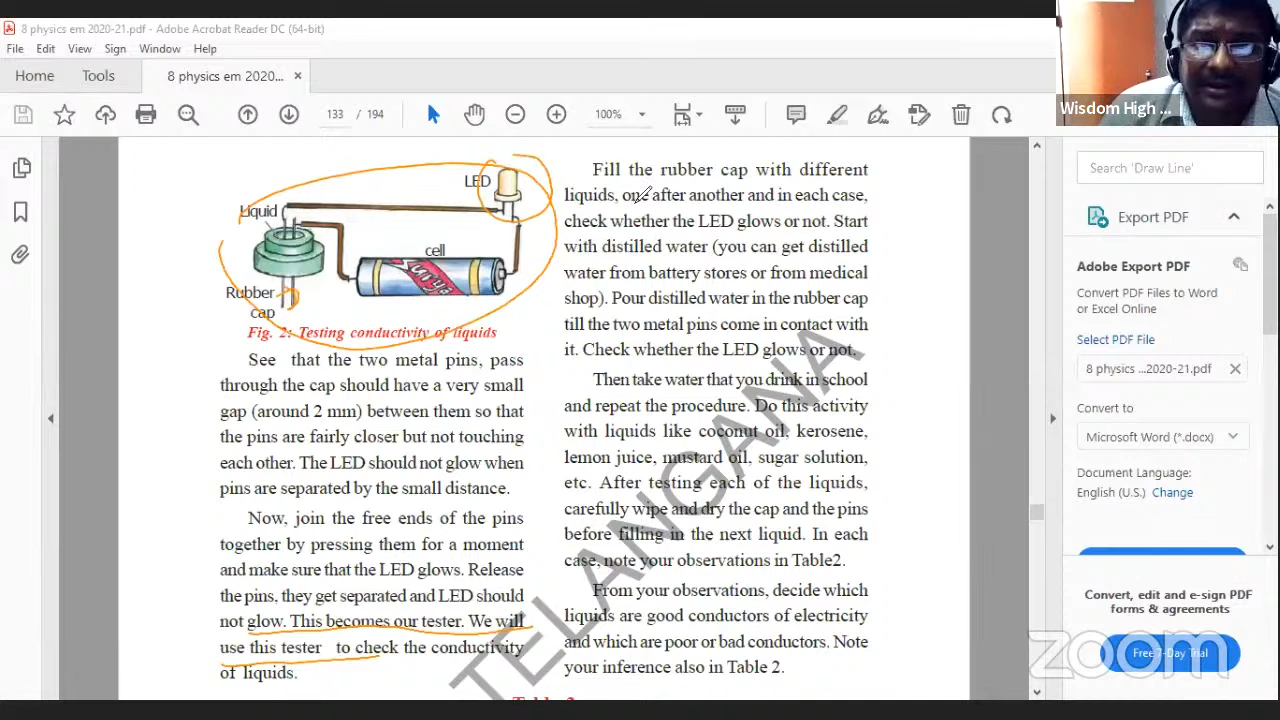 8 physics em 2020-21.pdf - Adobe Acrobat Reader DC (64-bit)
File Edit View Sign Window Help
Home Tools 8 physics em 2020... ×
133 / 194 100%
Wisdom High ...
LED
Liquid
cell
Rubber
cap
Fig. 2: Testing conductivity of liquids
See that the two metal pins, pass
through the cap should have a very small
gap (around 2 mm) between them so that
the pins are fairly closer but not touching
each other. The LED should not glow when
pins are separated by the small distance.
Now, join the free ends of the pins
together by pressing them for a moment
and make sure that the LED glows. Release
the pins, they get separated and LED should
not glow. This becomes our tester. We will
use this tester to check the conductivity
of liquids.
Fill the rubber cap with different
liquids, one after another and in each case,
check whether the LED glows or not. Start
with distilled water (you can get distilled
water from battery stores or from medical
shop). Pour distilled water in the rubber cap
till the two metal pins come in contact with
it. Check whether the LED glows or not.
Then take water that you drink in school
and repeat the procedure. Do this activity
with liquids like coconut oil, kerosene,
lemon juice, mustard oil, sugar solution,
etc. After testing each of the liquids,
carefully wipe and dry the cap and the pins
before filling in the next liquid. In each
case, note your observations in Table2.
From your observations, decide which
liquids are good conductors of electricity
and which are poor or bad conductors. Note
your inference also in Table 2.
TELANGANA
Search 'Draw Line'
Export PDF
Adobe Export PDF
Convert PDF Files to Word
or Excel Online
Select PDF File
8 physics ...2020-21.pdf
Convert to
Microsoft Word (*.docx)
Document Language:
English (U.S.) Change
Convert, edit and e-sign PDF
forms & agreements
Free 7-Day Trial
zoom